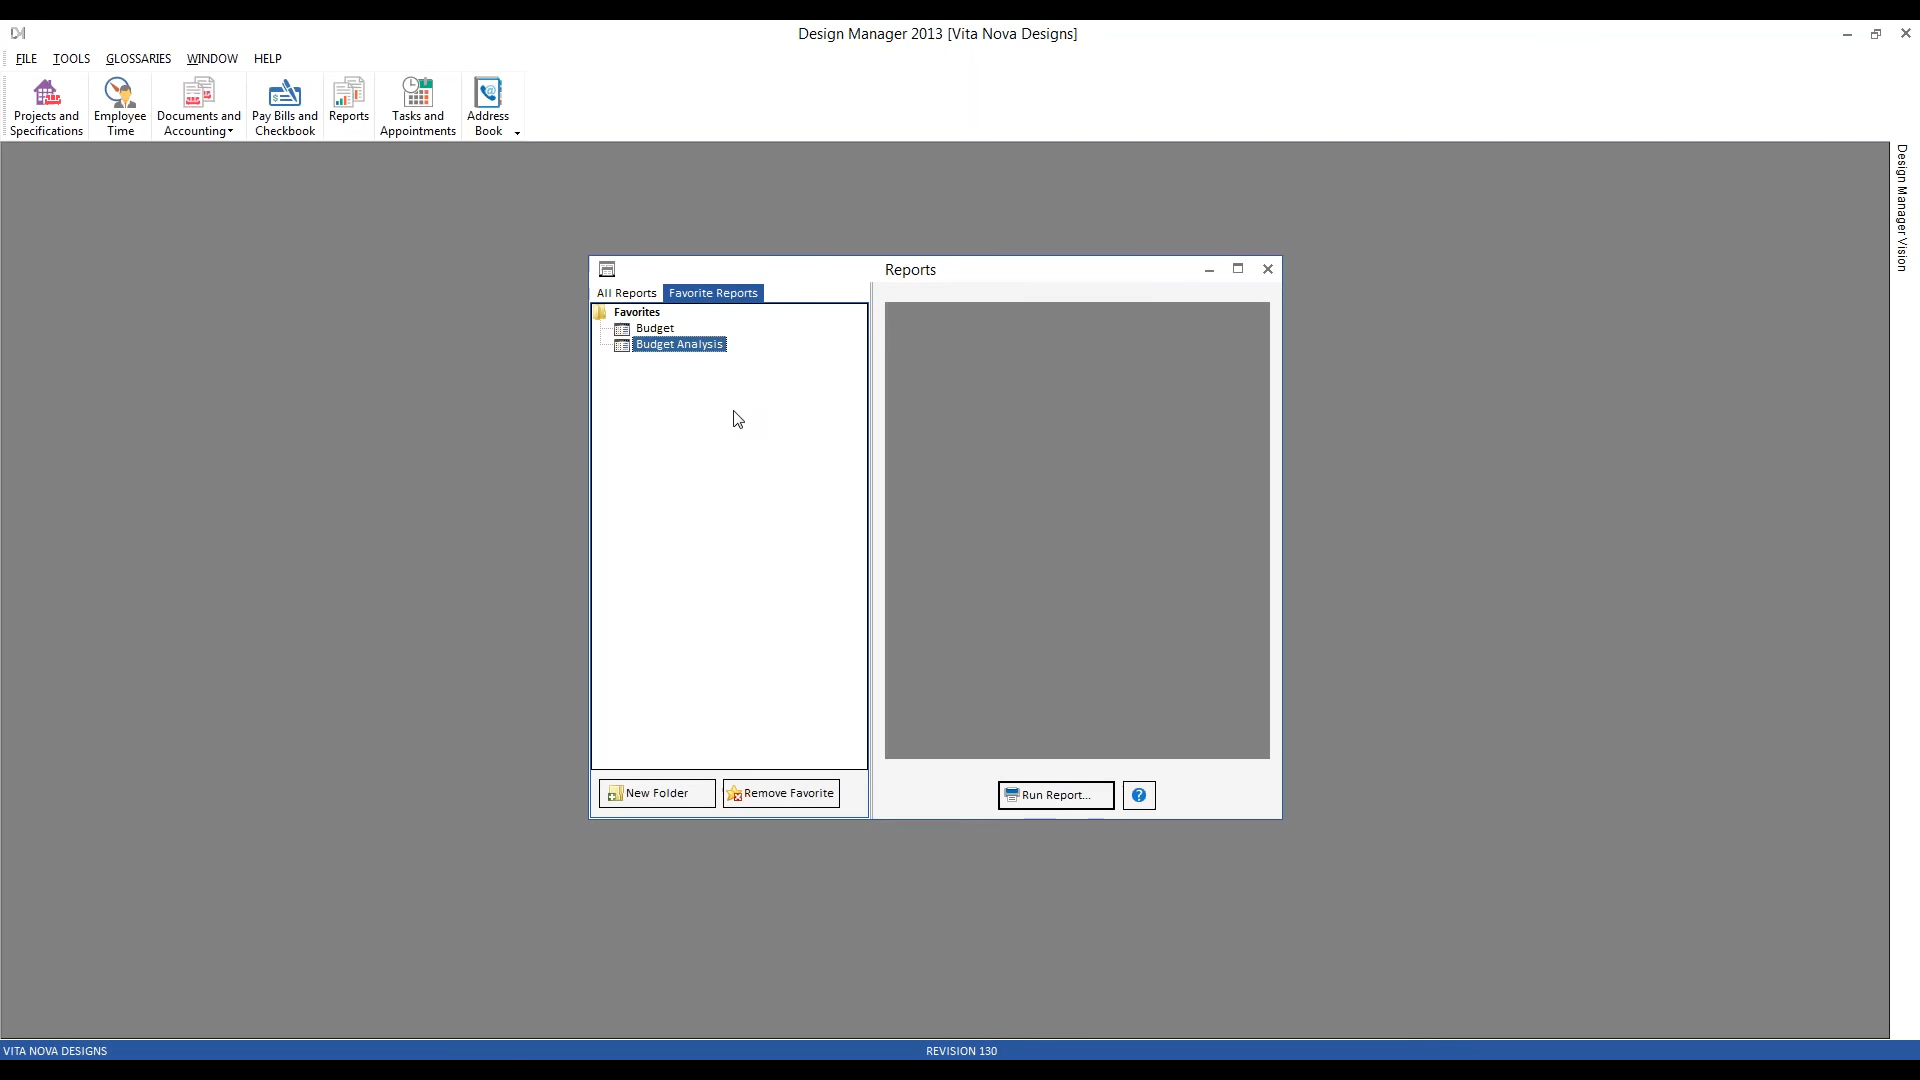 Design Manager 2013 [Vita Nova Designs]
FILE TOOLS GLOSSARIES WINDOW HELP
Projects and Specifications
Employee Time
Documents and Accounting
Pay Bills and Checkbook
Reports
Tasks and Appointments
Address Book
Design Manager Vision
Reports
All Reports Favorite Reports
Favorites
Budget
Budget Analysis
New Folder Remove Favorite
Run Report...
VITA NOVA DESIGNS REVISION 130